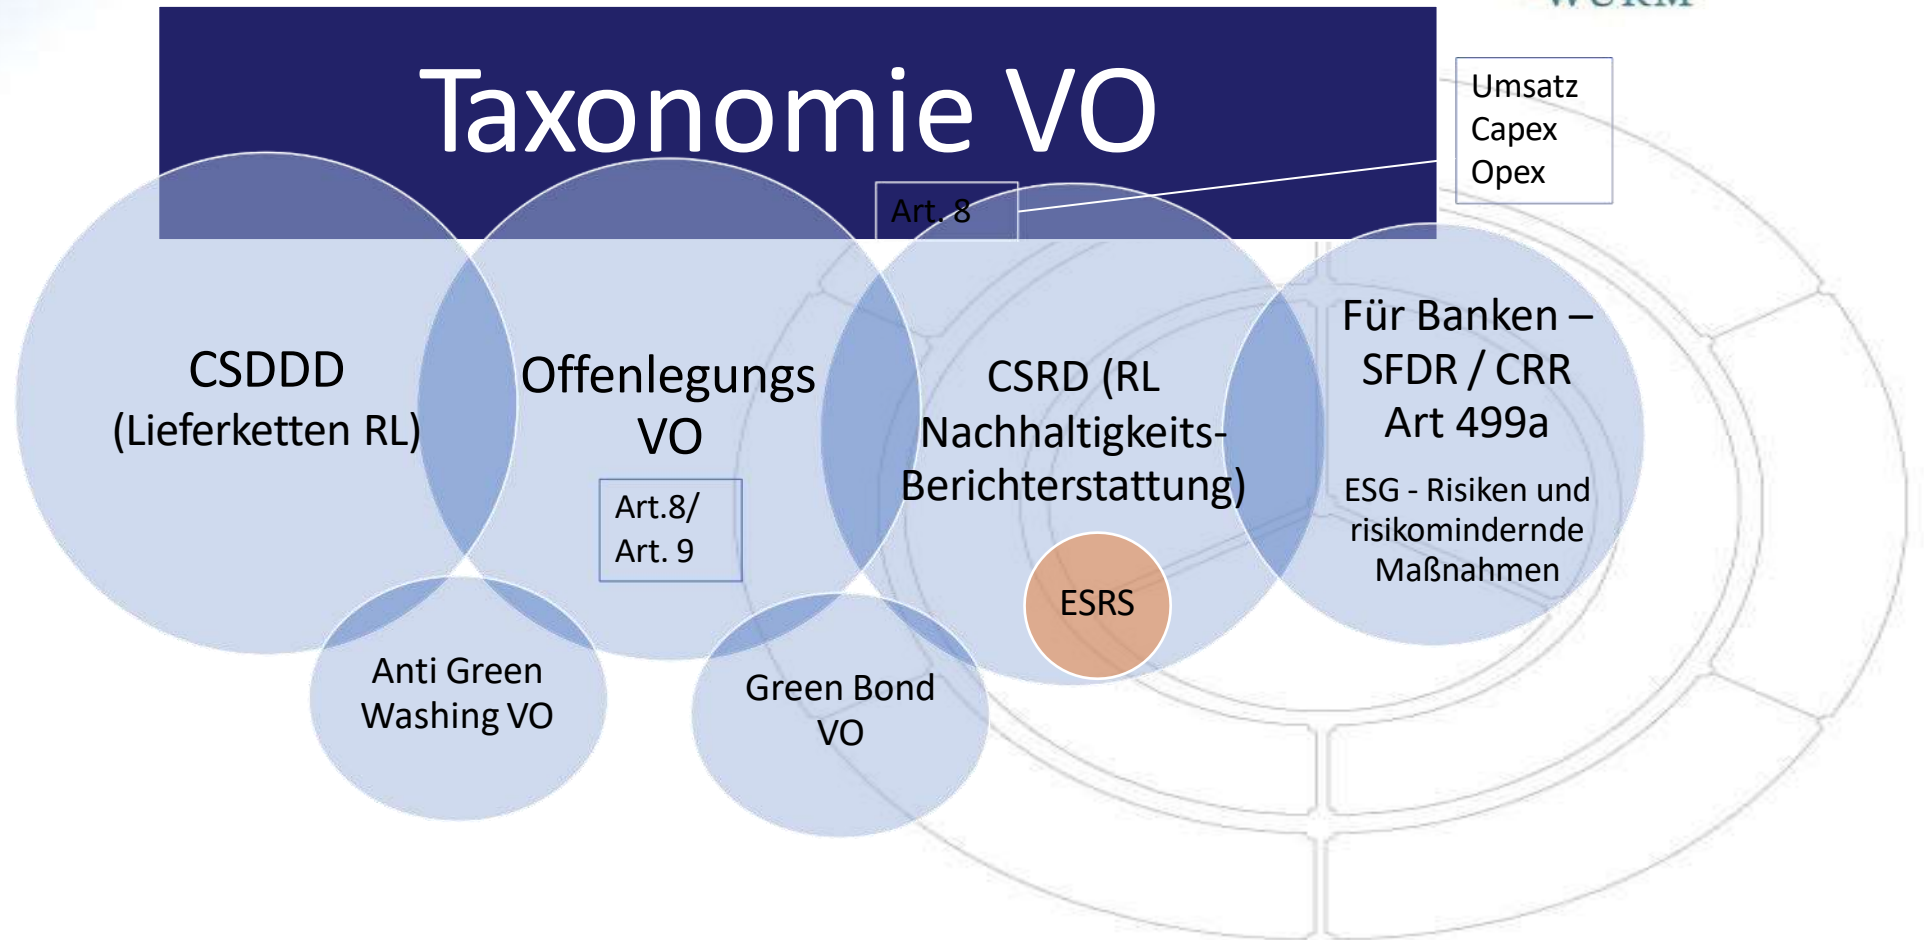 WURM
Taxonomie VO
Umsatz
Capex
Opex
Art. 8
CSDDD
(Lieferketten RL)
Offenlegungs
VO
Art.8/
Art. 9
CSRD (RL
Nachhaltigkeits-
Berichterstattung)
ESRS
Für Banken –
SFDR / CRR
Art 499a
ESG - Risiken und
risikomindernde
Maßnahmen
Anti Green
Washing VO
Green Bond
VO